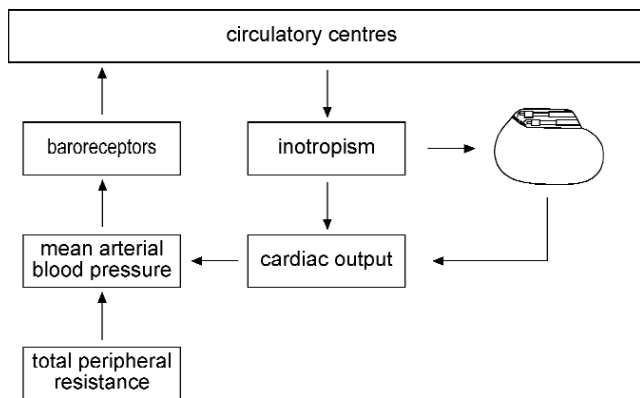 circulatory centres
baroreceptors
inotropism
mean arterial
blood pressure
cardiac output
total peripheral
resistance